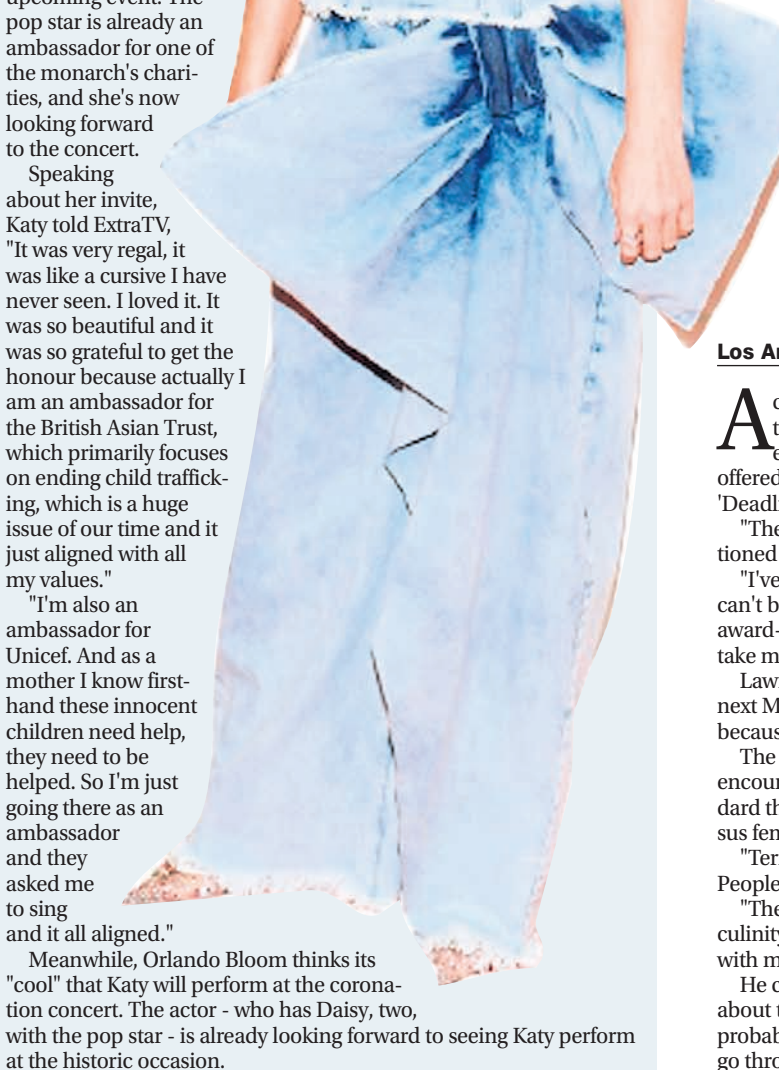 upcoming event. The
pop star is already an
ambassador for one of
the monarch's chari-
ties, and she's now
looking forward
to the concert.
Speaking
about her invite,
Katy told ExtraTV,
"It was very regal, it
was like a cursive I have
never seen. I loved it. It
was so beautiful and it
was so grateful to get the
honour because actually I
am an ambassador for
the British Asian Trust,
which primarily focuses
on ending child traffick-
ing, which is a huge
issue of our time and it
just aligned with all
my values."
"I'm also an
ambassador for
Unicef. And as a
mother I know first-
hand these innocent
children need help,
they need to be
helped. So I'm just
going there as an
ambassador
and they
asked me
to sing
and it all aligned."
Meanwhile, Orlando Bloom thinks its
"cool" that Katy will perform at the corona-
tion concert. The actor - who has Daisy, two,
with the pop star - is already looking forward to seeing Katy perform
at the historic occasion.
Los
A
offered
tioned
"I've
can't
award-
take
next
becaus
The
encour
dard
sus
People
culinity
with
He
about
probab
go